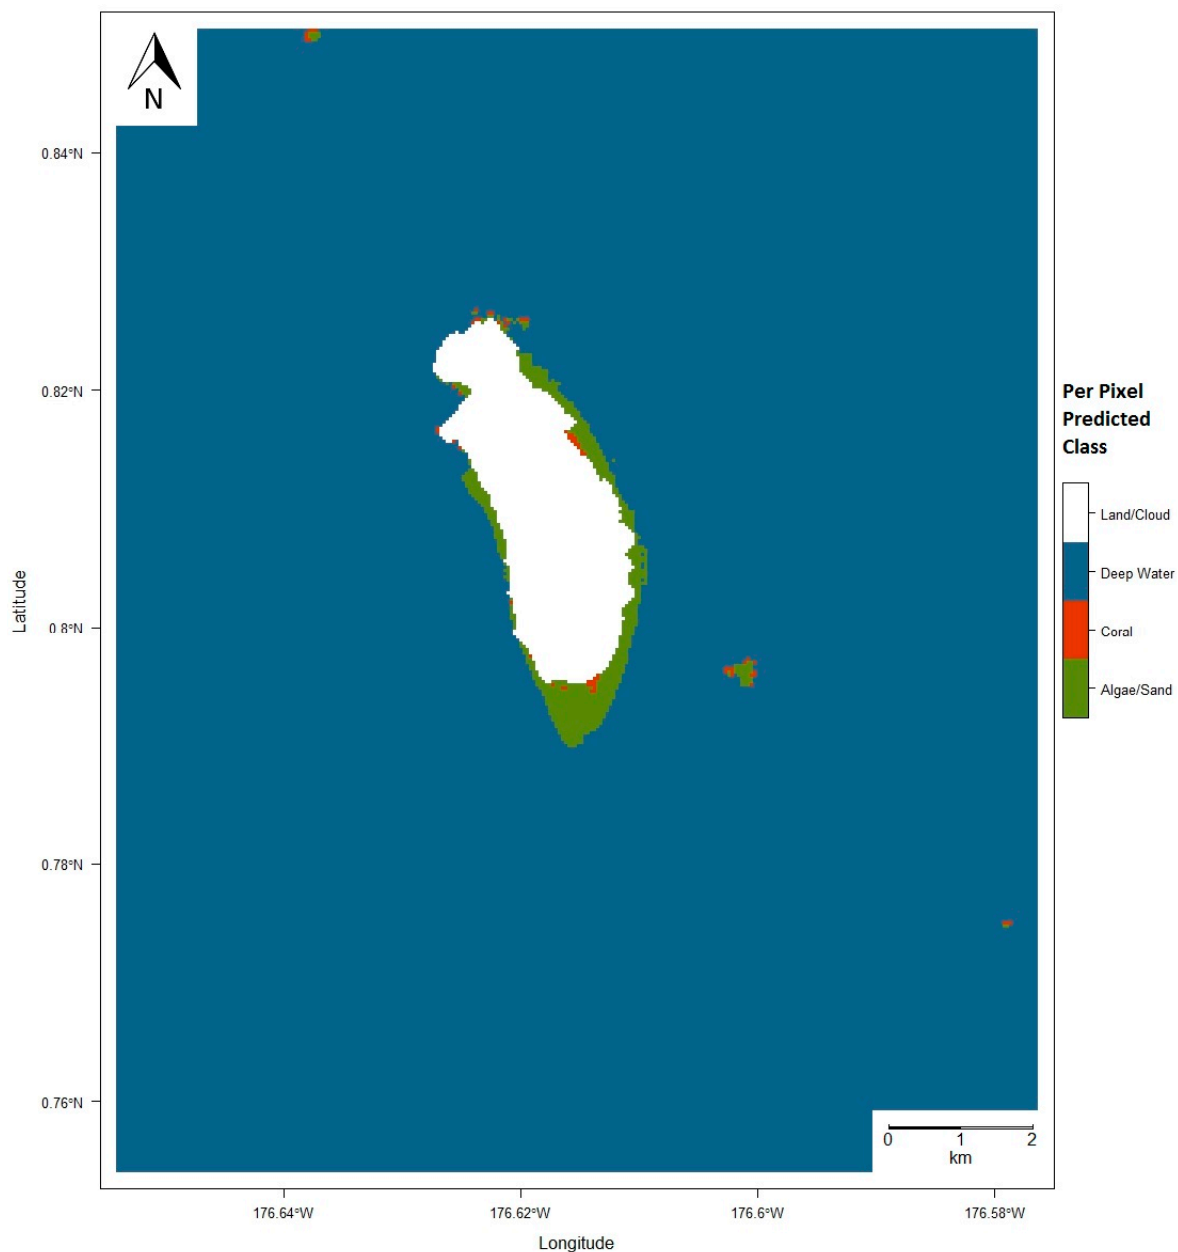 N
0.84°N
0.82°N
0.8°N
0.78°N
0.76°N
Latitude
176.64°W
176.62°W
176.6°W
176.58°W
Longitude
Per Pixel
Predicted
Class
Land/Cloud
Deep Water
Coral
Algae/Sand
0 1 2
km